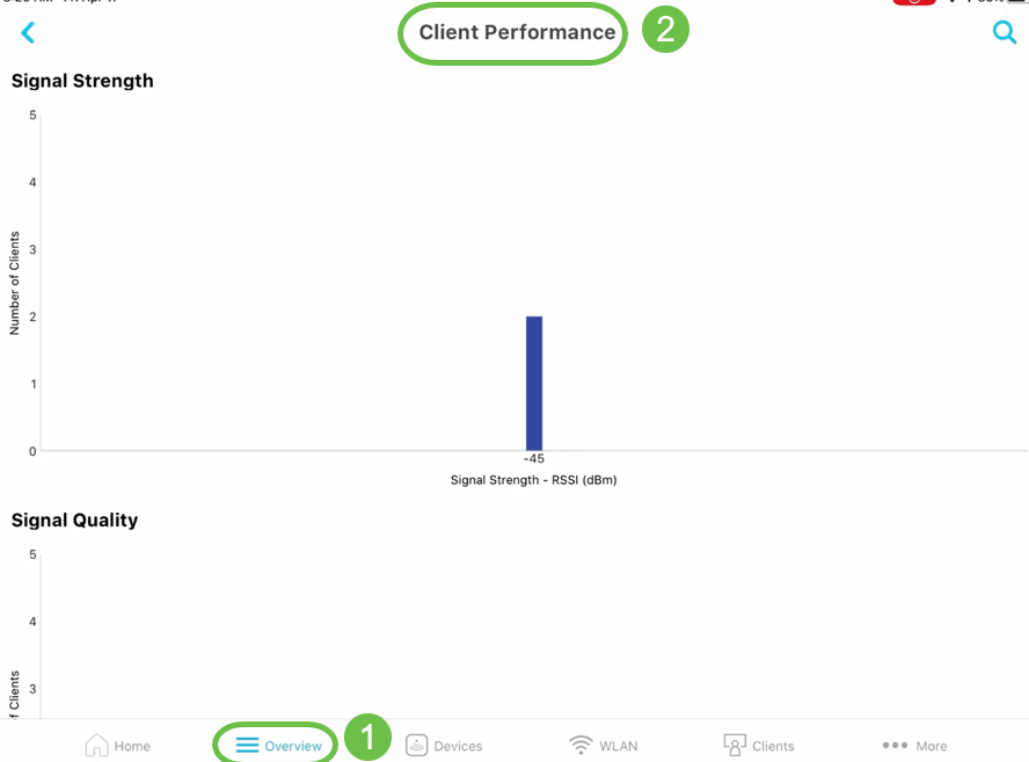 Client Performance
2
Signal Strength
5
4
3
2
1
0
Number of Clients
-45
Signal Strength - RSSI (dBm)
Signal Quality
5
4
3
Clients
Home
Overview
1
Devices
WLAN
Clients
More